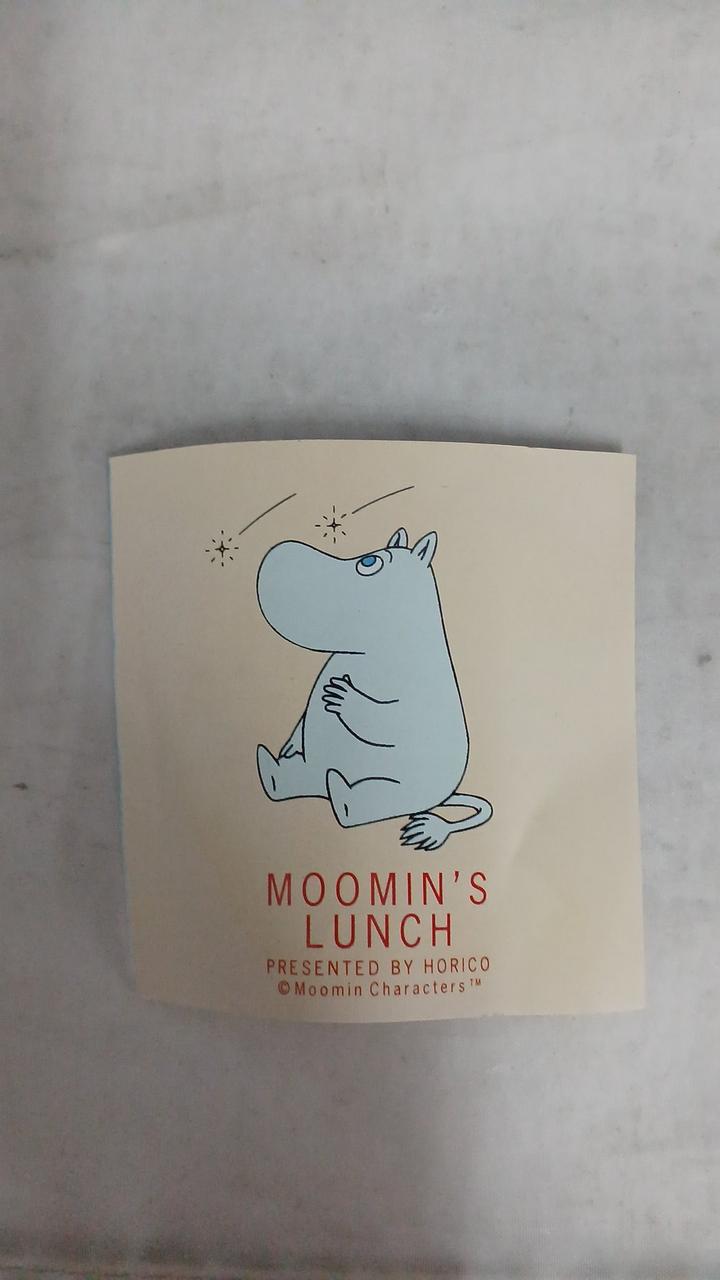 MOOMIN'S
LUNCH
PRESENTED BY HORICO
©Moomin Characters™